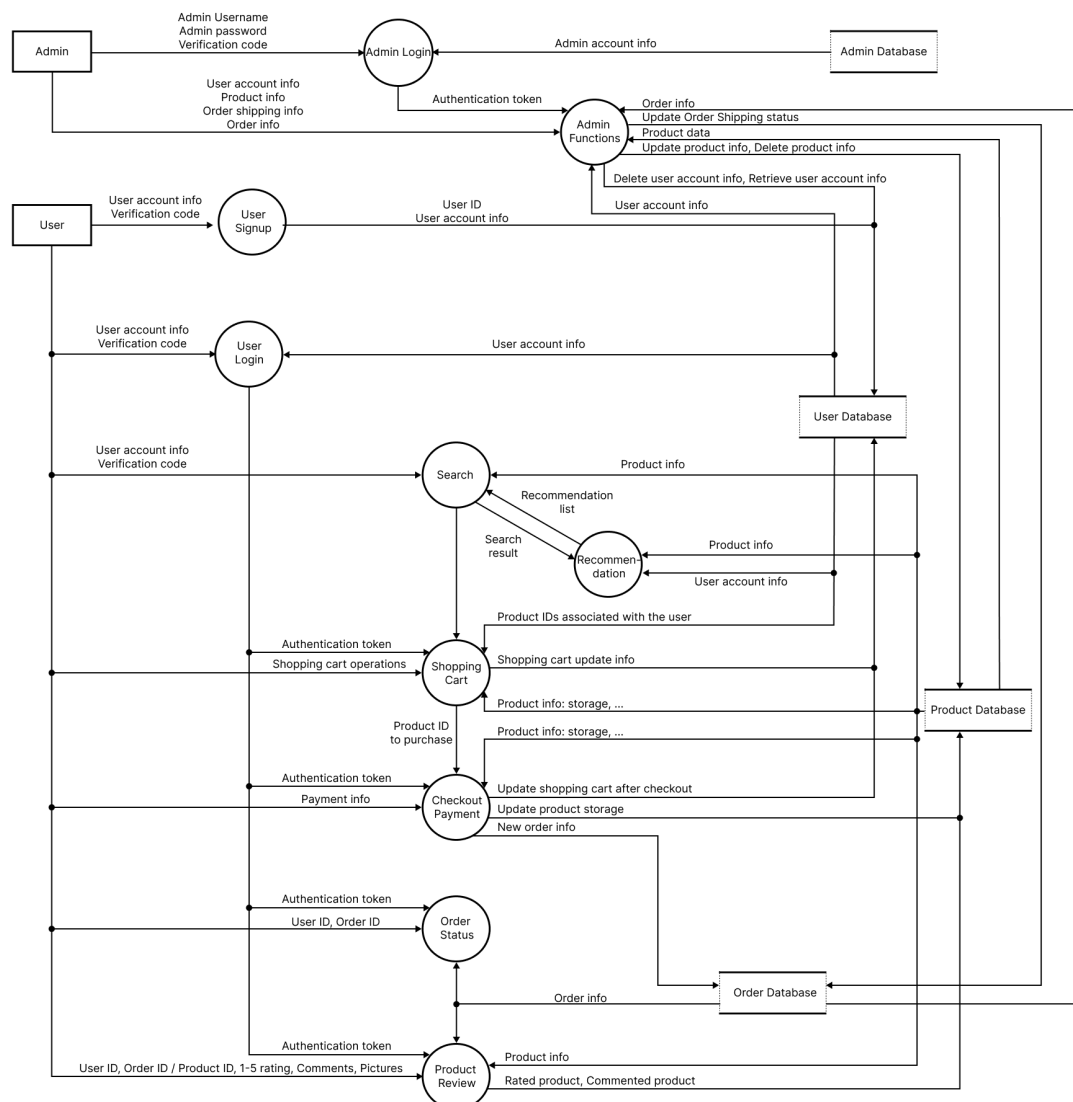 Admin Username
Admin password
Verification code
Admin
Admin Login
Admin account info
Admin Database
User account info
Product info
Order shipping info
Order info
Authentication token
Admin
Functions
Order info
Update Order Shipping status
Product data
Update product info, Delete product info
Delete user account info, Retrieve user account info
User account info
User account info
Verification code
User
User
Signup
User ID
User account info
User account info
Verification code
User
Login
User account info
User Database
User account info
Verification code
Search
Product info
Recommendation
list
Search
result
Recommen-
dation
Product info
User account info
Product IDs associated with the user
Authentication token
Shopping cart operations
Shopping
Cart
Shopping cart update info
Product info: storage, ...
Product Database
Product ID
to purchase
Product info: storage, ...
Authentication token
Payment info
Checkout
Payment
Update shopping cart after checkout
Update product storage
New order info
Authentication token
User ID, Order ID
Order
Status
Order info
Order Database
Authentication token
User ID, Order ID / Product ID, 1-5 rating, Comments, Pictures
Product
Review
Product info
Rated product, Commented product